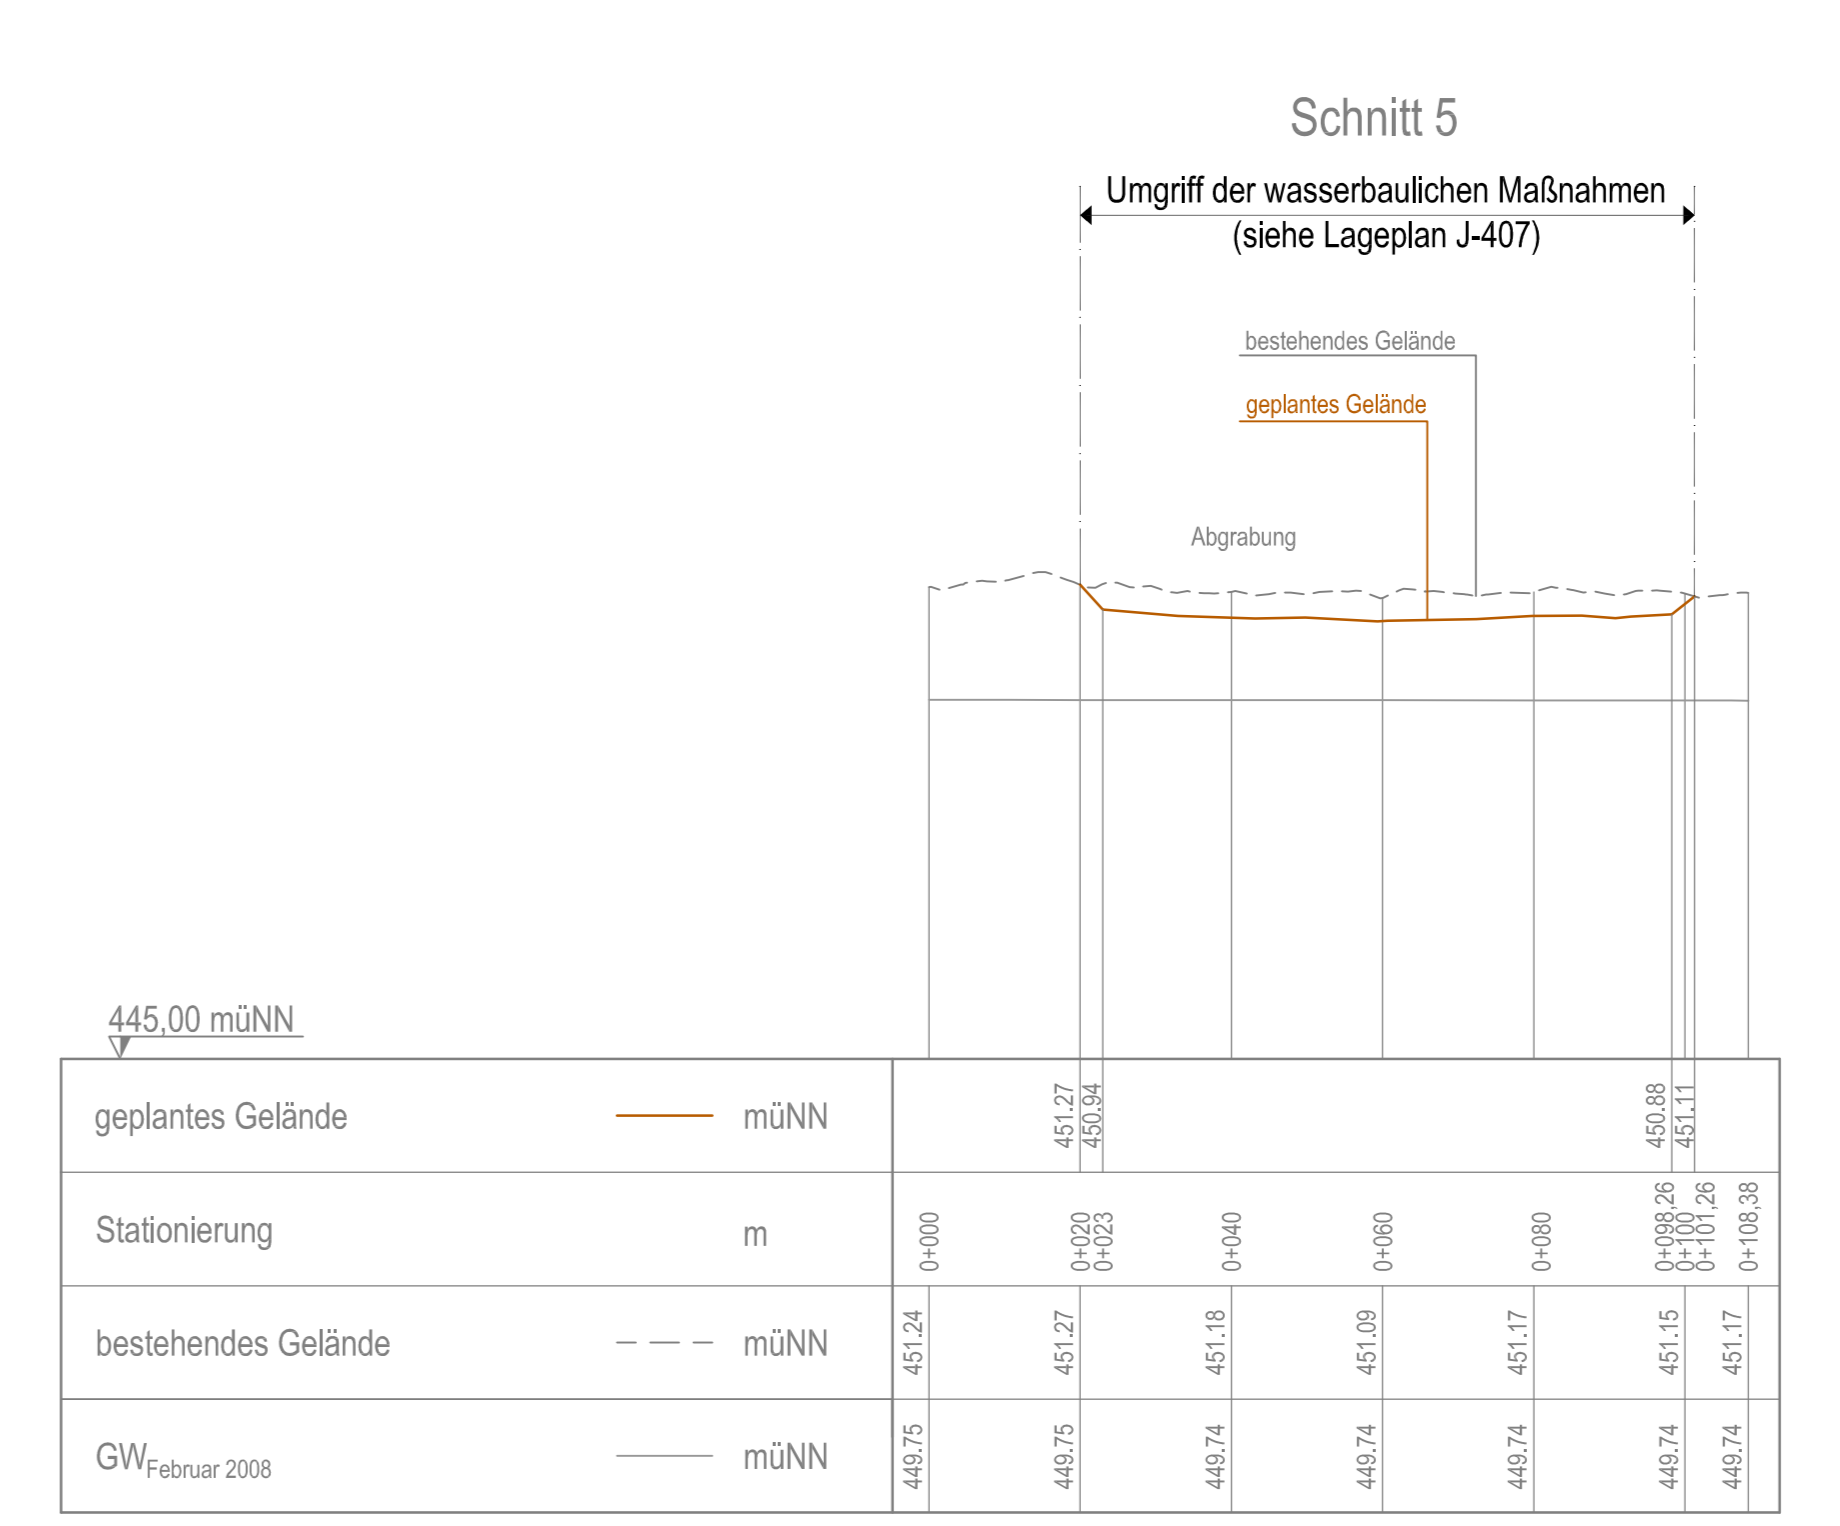 Schnitt 5
Umgriff der wasserbaulichen Maßnahmen
(siehe Lageplan J-407)
bestehendes Gelände
geplantes Gelände
Abgrabung
445,00 müNN
geplantes Gelände müNN 451.27 450.94 450.88 451.11
Stationierung m 0+000 0+020 0+023 0+040 0+060 0+080 0+098,26 0+100 0+101,26 0+108,38
bestehendes Gelände müNN 451.24 451.27 451.18 451.09 451.17 451.15 451.17
GW Februar 2008 müNN 449.75 449.75 449.74 449.74 449.74 449.74 449.74